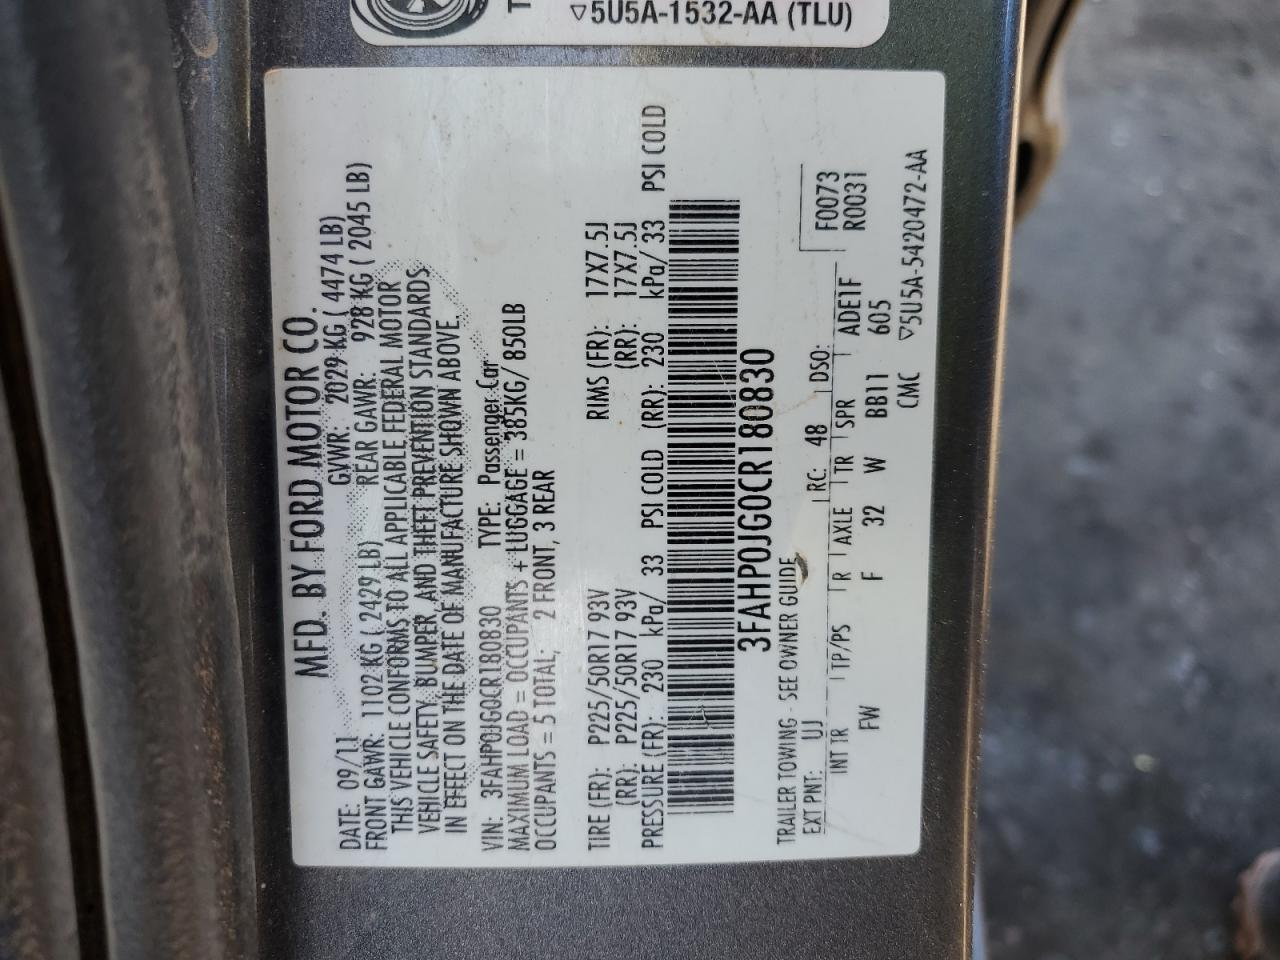 ▽5U5A-1532-AA (TLU)
MFD. BY FORD MOTOR CO.
DATE: 09/11 GVWR: 2029 KG ( 4474 LB)
FRONT GAWR: 1102 KG ( 2429 LB) REAR GAWR: 928 KG ( 2045 LB)
THIS VEHICLE CONFORMS TO ALL APPLICABLE FEDERAL MOTOR
VEHICLE SAFETY, BUMPER, AND THEFT PREVENTION STANDARDS
IN EFFECT ON THE DATE OF MANUFACTURE SHOWN ABOVE.
VIN: 3FAHP0JG0CR180830 TYPE: Passenger Car
MAXIMUM LOAD = OCCUPANTS + LUGGAGE = 385KG/ 850LB
OCCUPANTS = 5 TOTAL; 2 FRONT, 3 REAR
TIRE (FR): P225/50R17 93V RIMS (FR): 17X7.5J
(RR): P225/50R17 93V (RR): 17X7.5J
PRESSURE (FR): 230 kPa/ 33 PSI COLD (RR): 230 kPa/ 33 PSI COLD
3FAHP0JG0CR180830
TRAILER TOWING - SEE OWNER GUIDE
F0073
EXT PNT: UJ RC: 48 DSO: R0031
INT TR TP/PS R AXLE TR SPR ADE1F
FW F 32 W BB11 605
CMC ▽5U5A-5420472-AA